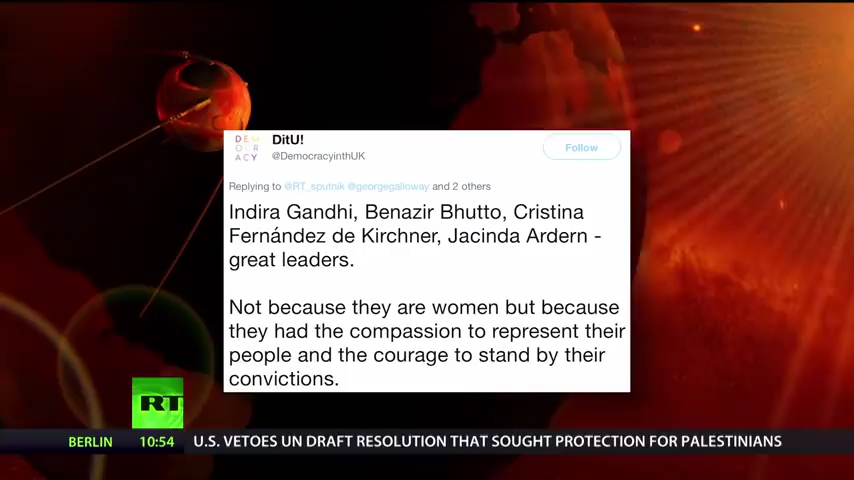 DEM
OCR
ACY
DitU!
@DemocracyinthUK
Follow
Replying to @RT_sputnik @georgegalloway and 2 others
Indira Gandhi, Benazir Bhutto, Cristina
Fernández de Kirchner, Jacinda Ardern -
great leaders.
Not because they are women but because
they had the compassion to represent their
people and the courage to stand by their
convictions.
RT
BERLIN 10:54 U.S. VETOES UN DRAFT RESOLUTION THAT SOUGHT PROTECTION FOR PALESTINIANS